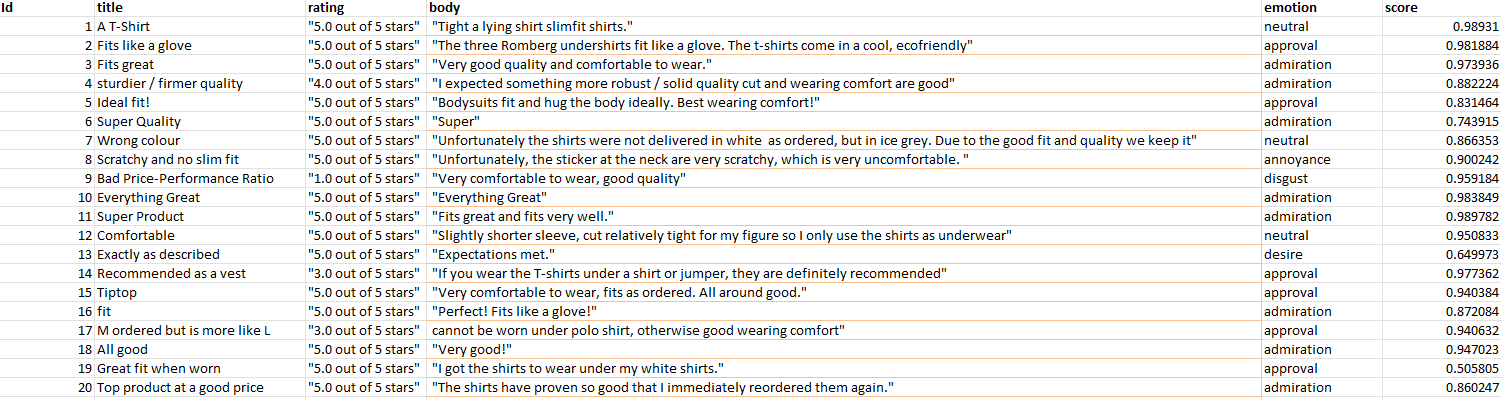 Id title rating body emotion score
1 A T-Shirt "5.0 out of 5 stars" "Tight a lying shirt slimfit shirts." neutral 0.98931
2 Fits like a glove "5.0 out of 5 stars" "The three Romberg undershirts fit like a glove. The t-shirts come in a cool, ecofriendly" approval 0.981884
3 Fits great "5.0 out of 5 stars" "Very good quality and comfortable to wear." admiration 0.973936
4 sturdier / firmer quality "4.0 out of 5 stars" "I expected something more robust / solid quality cut and wearing comfort are good" admiration 0.882224
5 Ideal fit! "5.0 out of 5 stars" "Bodysuits fit and hug the body ideally. Best wearing comfort!" approval 0.831464
6 Super Quality "5.0 out of 5 stars" "Super" admiration 0.743915
7 Wrong colour "5.0 out of 5 stars" "Unfortunately the shirts were not delivered in white as ordered, but in ice grey. Due to the good fit and quality we keep it" neutral 0.866353
8 Scratchy and no slim fit "5.0 out of 5 stars" "Unfortunately, the sticker at the neck are very scratchy, which is very uncomfortable. " annoyance 0.900242
9 Bad Price-Performance Ratio "1.0 out of 5 stars" "Very comfortable to wear, good quality" disgust 0.959184
10 Everything Great "5.0 out of 5 stars" "Everything Great" admiration 0.983849
11 Super Product "5.0 out of 5 stars" "Fits great and fits very well." admiration 0.989782
12 Comfortable "5.0 out of 5 stars" "Slightly shorter sleeve, cut relatively tight for my figure so I only use the shirts as underwear" neutral 0.950833
13 Exactly as described "5.0 out of 5 stars" "Expectations met." desire 0.649973
14 Recommended as a vest "3.0 out of 5 stars" "If you wear the T-shirts under a shirt or jumper, they are definitely recommended" approval 0.977362
15 Tiptop "5.0 out of 5 stars" "Very comfortable to wear, fits as ordered. All around good." approval 0.940384
16 fit "5.0 out of 5 stars" "Perfect! Fits like a glove!" admiration 0.872084
17 M ordered but is more like L "3.0 out of 5 stars" cannot be worn under polo shirt, otherwise good wearing comfort" approval 0.940632
18 All good "5.0 out of 5 stars" "Very good!" admiration 0.947023
19 Great fit when worn "5.0 out of 5 stars" "I got the shirts to wear under my white shirts." approval 0.505805
20 Top product at a good price "5.0 out of 5 stars" "The shirts have proven so good that I immediately reordered them again." admiration 0.860247